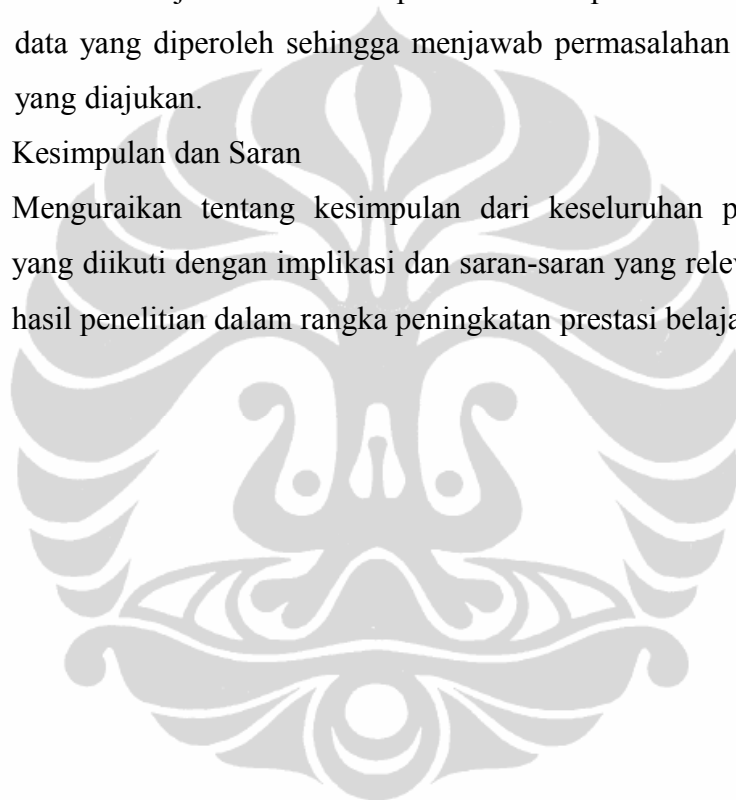 data yang diperoleh sehingga menjawab permasalahan
yang diajukan.
Kesimpulan dan Saran
Menguraikan tentang kesimpulan dari keseluruhan
yang diikuti dengan implikasi dan saran-saran yang
hasil penelitian dalam rangka peningkatan prestasi